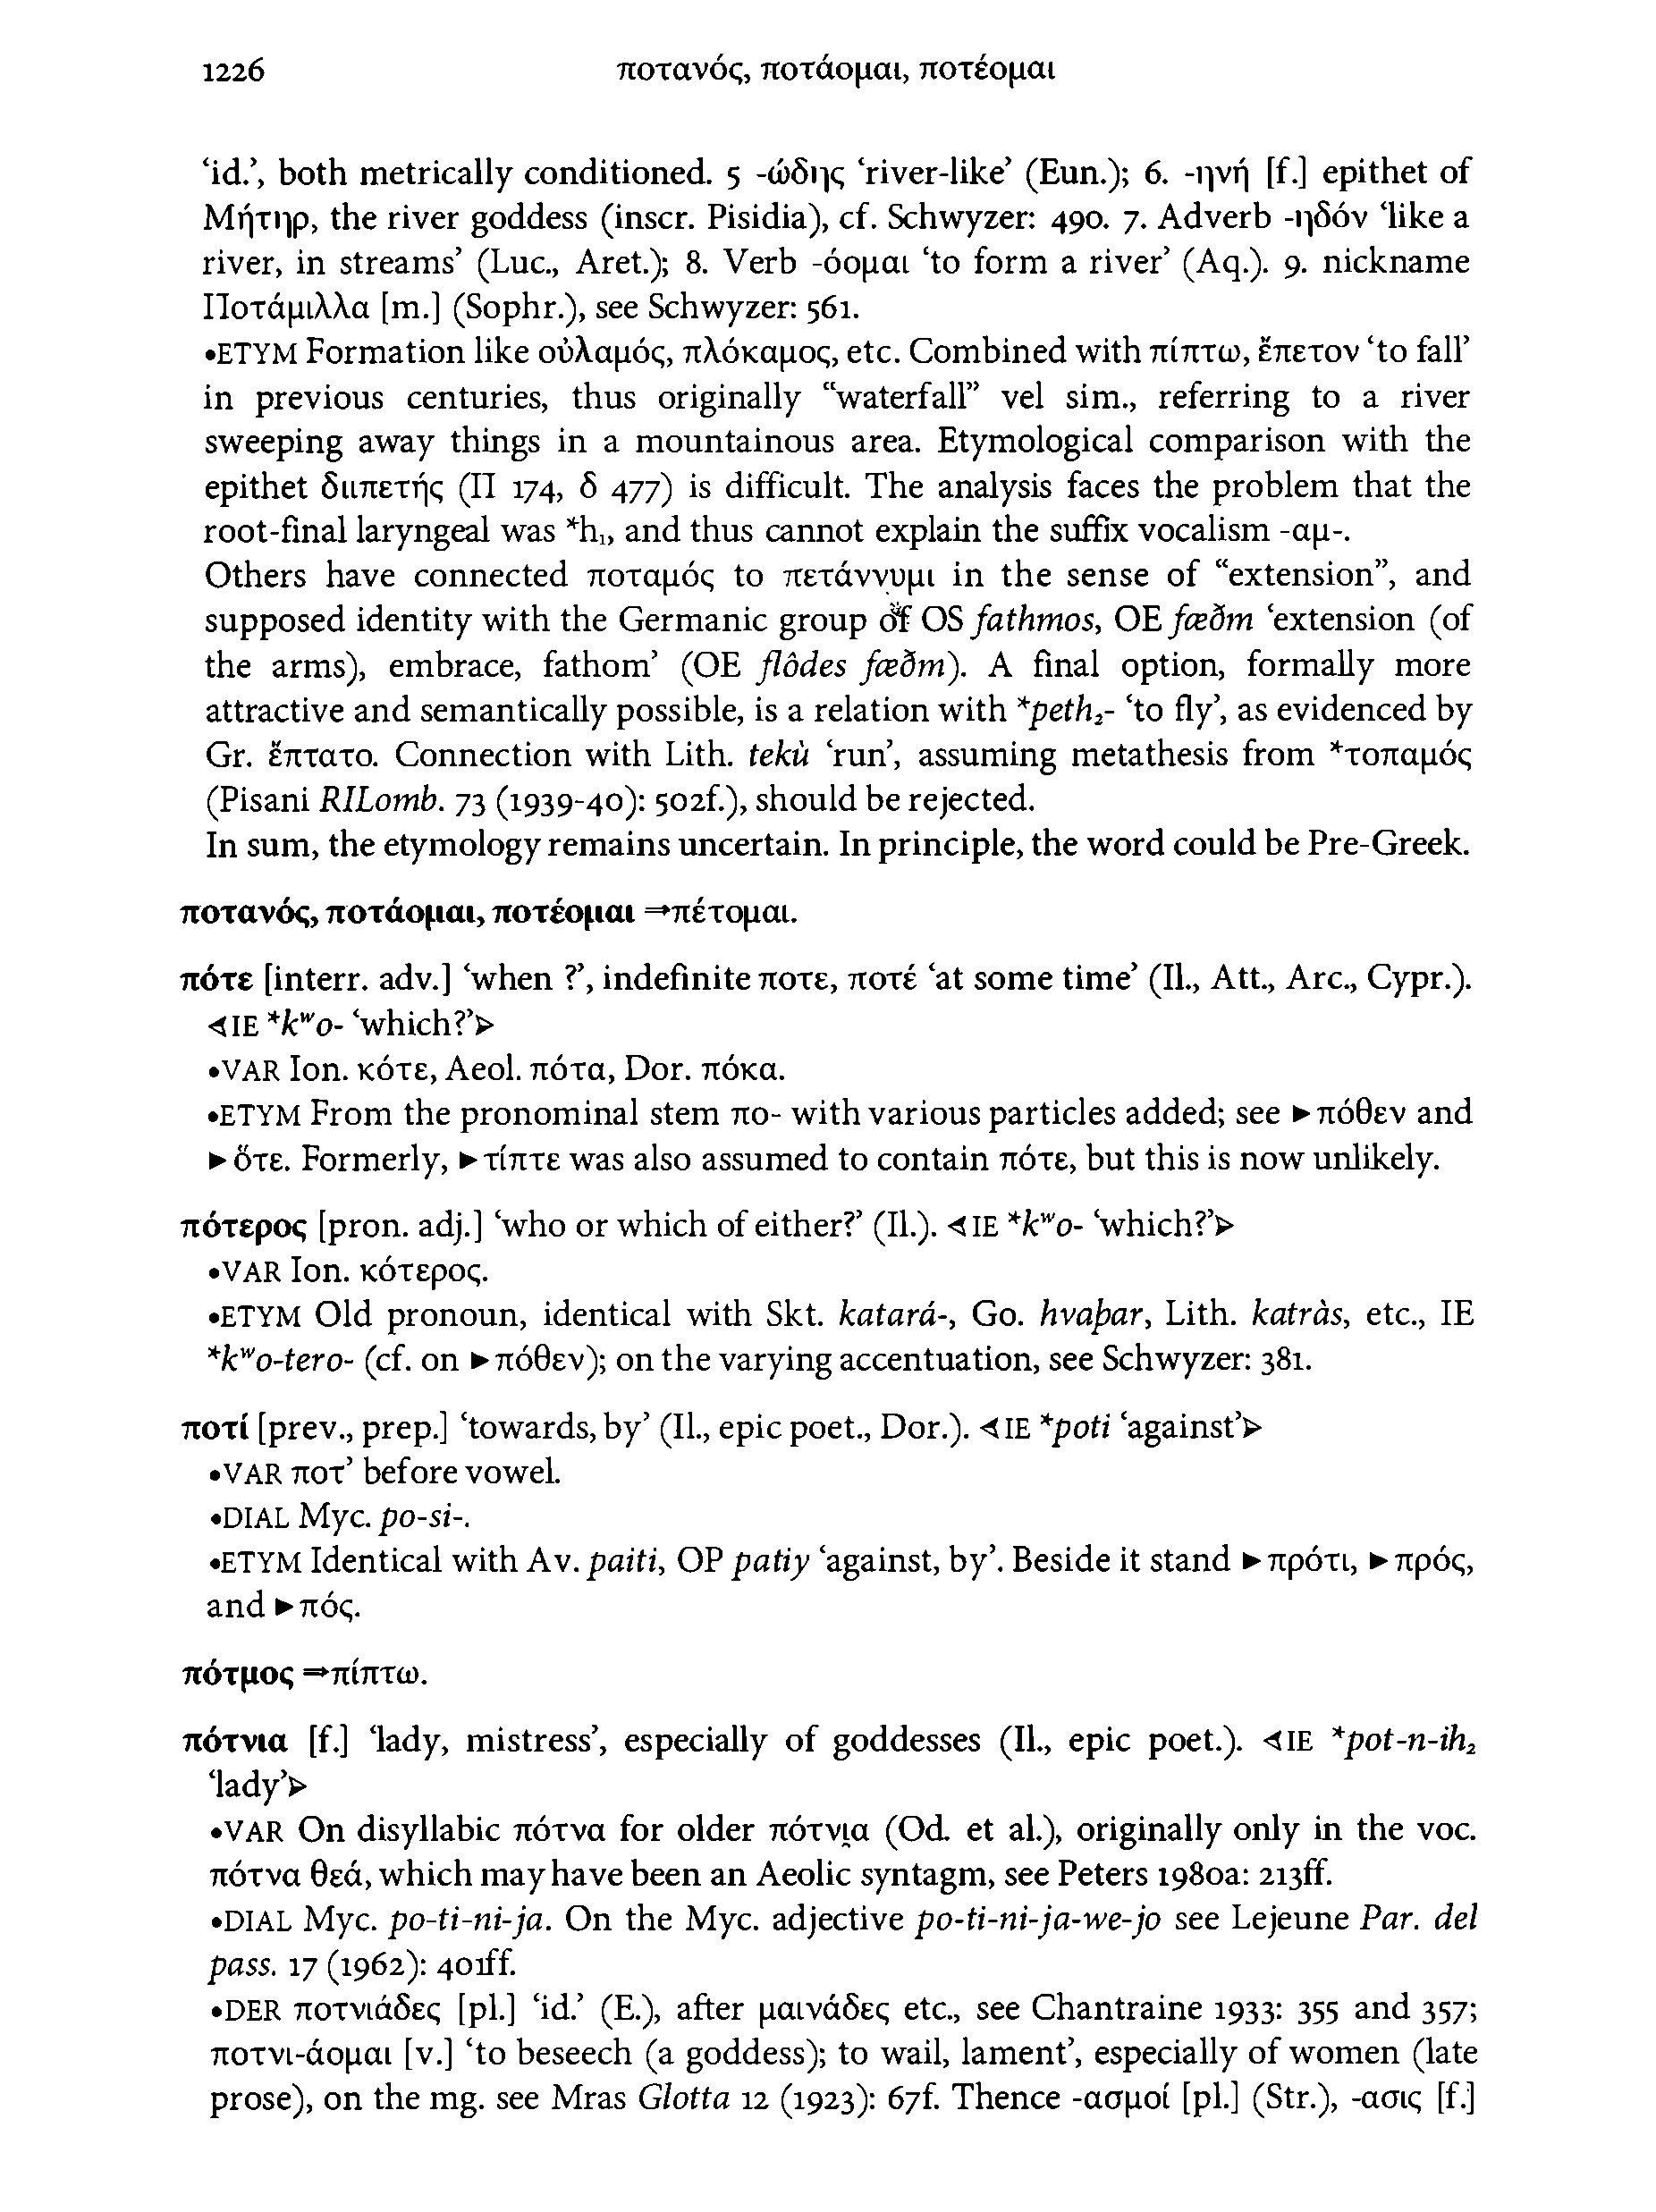 1226 ποτανός, ποτάομαι, ποτέομαι
‘id.’, both metrically conditioned. 5 -ώδης ‘river-like’ (Eun.); 6. -ηνή [f.] epithet of
Μήτηρ, the river goddess (inscr. Pisidia), cf. Schwyzer: 490. 7. Adverb -ηδόν ‘like a
river, in streams’ (Luc., Aret.); 8. Verb -όομαι ‘to form a river’ (Aq.). 9. nickname
Ποτάμιλλα [m.] (Sophr.), see Schwyzer: 561.
•ETYM Formation like οὐλαμός, πλόκαμος, etc. Combined with πίπτω, ἔπετον ‘to fall’
in previous centuries, thus originally “waterfall” vel sim., referring to a river
sweeping away things in a mountainous area. Etymological comparison with the
epithet διιπετής (Π 174, δ 477) is difficult. The analysis faces the problem that the
root-final laryngeal was *h₁, and thus cannot explain the suffix vocalism -αμ-.
Others have connected ποταμός to πετάννυμι in the sense of “extension”, and
supposed identity with the Germanic group of OS fathmos, OE fæðm ‘extension (of
the arms), embrace, fathom’ (OE flôdes fæðm). A final option, formally more
attractive and semantically possible, is a relation with *peth₂- ‘to fly’, as evidenced by
Gr. ἔπτατο. Connection with Lith. tekù ‘run’, assuming metathesis from *τοπαμός
(Pisani RILomb. 73 (1939-40): 502f.), should be rejected.
In sum, the etymology remains uncertain. In principle, the word could be Pre-Greek.
ποτανός, ποτάομαι, ποτέομαι ⇒πέτομαι.
πότε [interr. adv.] ‘when ?’, indefinite ποτε, ποτέ ‘at some time’ (Il., Att., Arc., Cypr.).
⊲IE *kʷo- ‘which?’⊳
•VAR Ion. κότε, Aeol. πότα, Dor. πόκα.
•ETYM From the pronominal stem πο- with various particles added; see ►πόθεν and
►ὅτε. Formerly, ►τίπτε was also assumed to contain πότε, but this is now unlikely.
πότερος [pron. adj.] ‘who or which of either?’ (Il.). ⊲IE *kʷo- ‘which?’⊳
•VAR Ion. κότερος.
•ETYM Old pronoun, identical with Skt. katará-, Go. hvaþar, Lith. katràs, etc., IE
*kʷo-tero- (cf. on ►πόθεν); on the varying accentuation, see Schwyzer: 381.
ποτί [prev., prep.] ‘towards, by’ (Il., epic poet., Dor.). ⊲IE *poti ‘against’⊳
•VAR ποτ’ before vowel.
•DIAL Myc. po-si-.
•ETYM Identical with Av. paiti, OP patiy ‘against, by’. Beside it stand ►πρότι, ►πρός,
and ►πός.
πότμος ⇒πίπτω.
πότνια [f.] ‘lady, mistress’, especially of goddesses (Il., epic poet.). ⊲IE *pot-n-ih₂
‘lady’⊳
•VAR On disyllabic πότνα for older πότνι̯α (Od. et al.), originally only in the voc.
πότνα θεά, which may have been an Aeolic syntagm, see Peters 1980a: 213ff.
•DIAL Myc. po-ti-ni-ja. On the Myc. adjective po-ti-ni-ja-we-jo see Lejeune Par. del
pass. 17 (1962): 401ff.
•DER ποτνιάδες [pl.] ‘id.’ (E.), after μαινάδες etc., see Chantraine 1933: 355 and 357;
ποτνι-άομαι [v.] ‘to beseech (a goddess); to wail, lament’, especially of women (late
prose), on the mg. see Mras Glotta 12 (1923): 67f. Thence -ασμοί [pl.] (Str.), -ασις [f.]